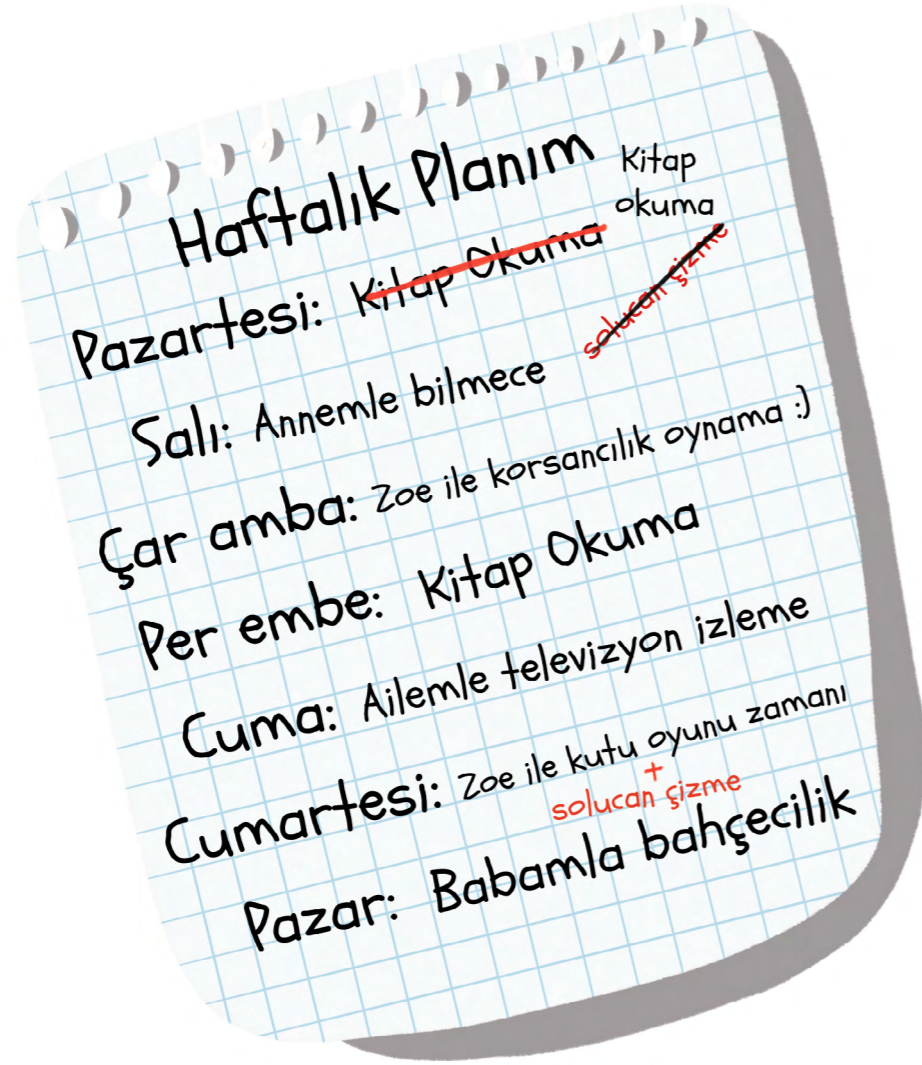 Haftalık Planım
Pazartesi: Kitap Okuma
Kitap
okuma
solucan çizme
Salı: Annemle bilmece
Çar amba: Zoe ile korsancılık oynama :)
Per embe: Kitap Okuma
Cuma: Ailemle televizyon izleme
Cumartesi: Zoe ile kutu oyunu zamanı
+
solucan çizme
Pazar: Babamla bahçecilik